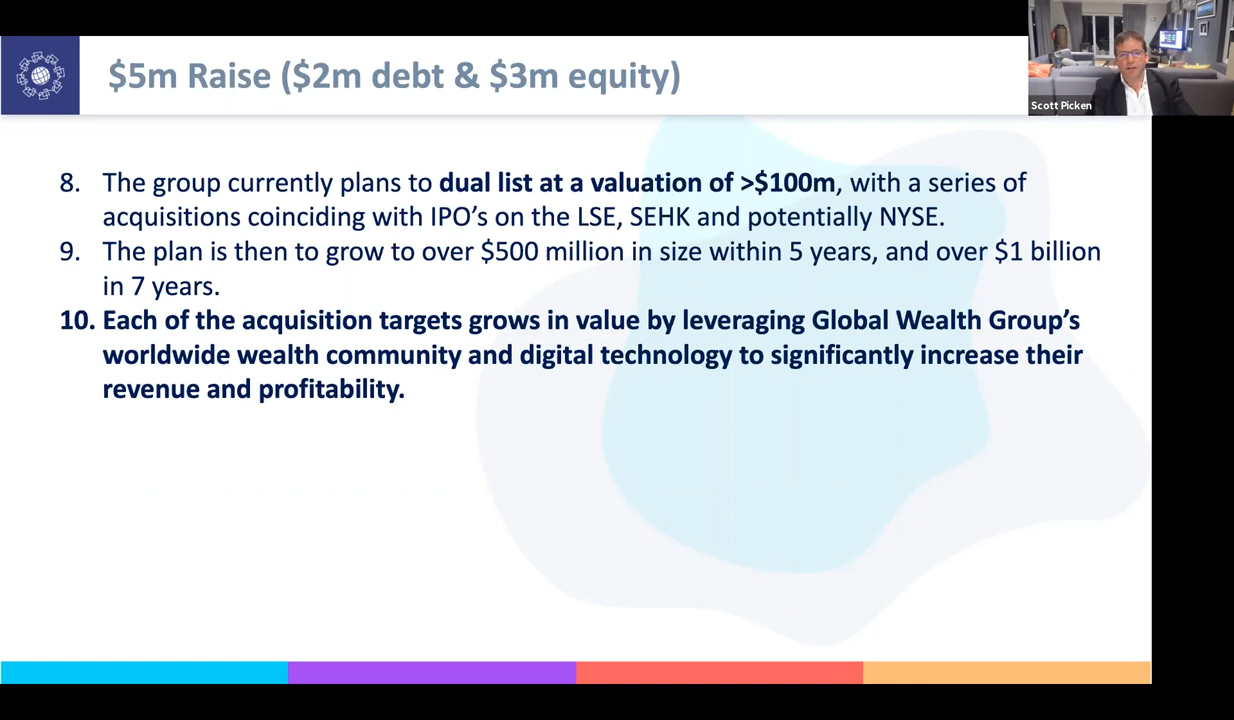 $5m Raise ($2m debt & $3m equity)
Scott Picken
8. The group currently plans to dual list at a valuation of >$100m, with a series of
acquisitions coinciding with IPO’s on the LSE, SEHK and potentially NYSE.
9. The plan is then to grow to over $500 million in size within 5 years, and over $1 billion
in 7 years.
10. Each of the acquisition targets grows in value by leveraging Global Wealth Group’s
worldwide wealth community and digital technology to significantly increase their
revenue and profitability.